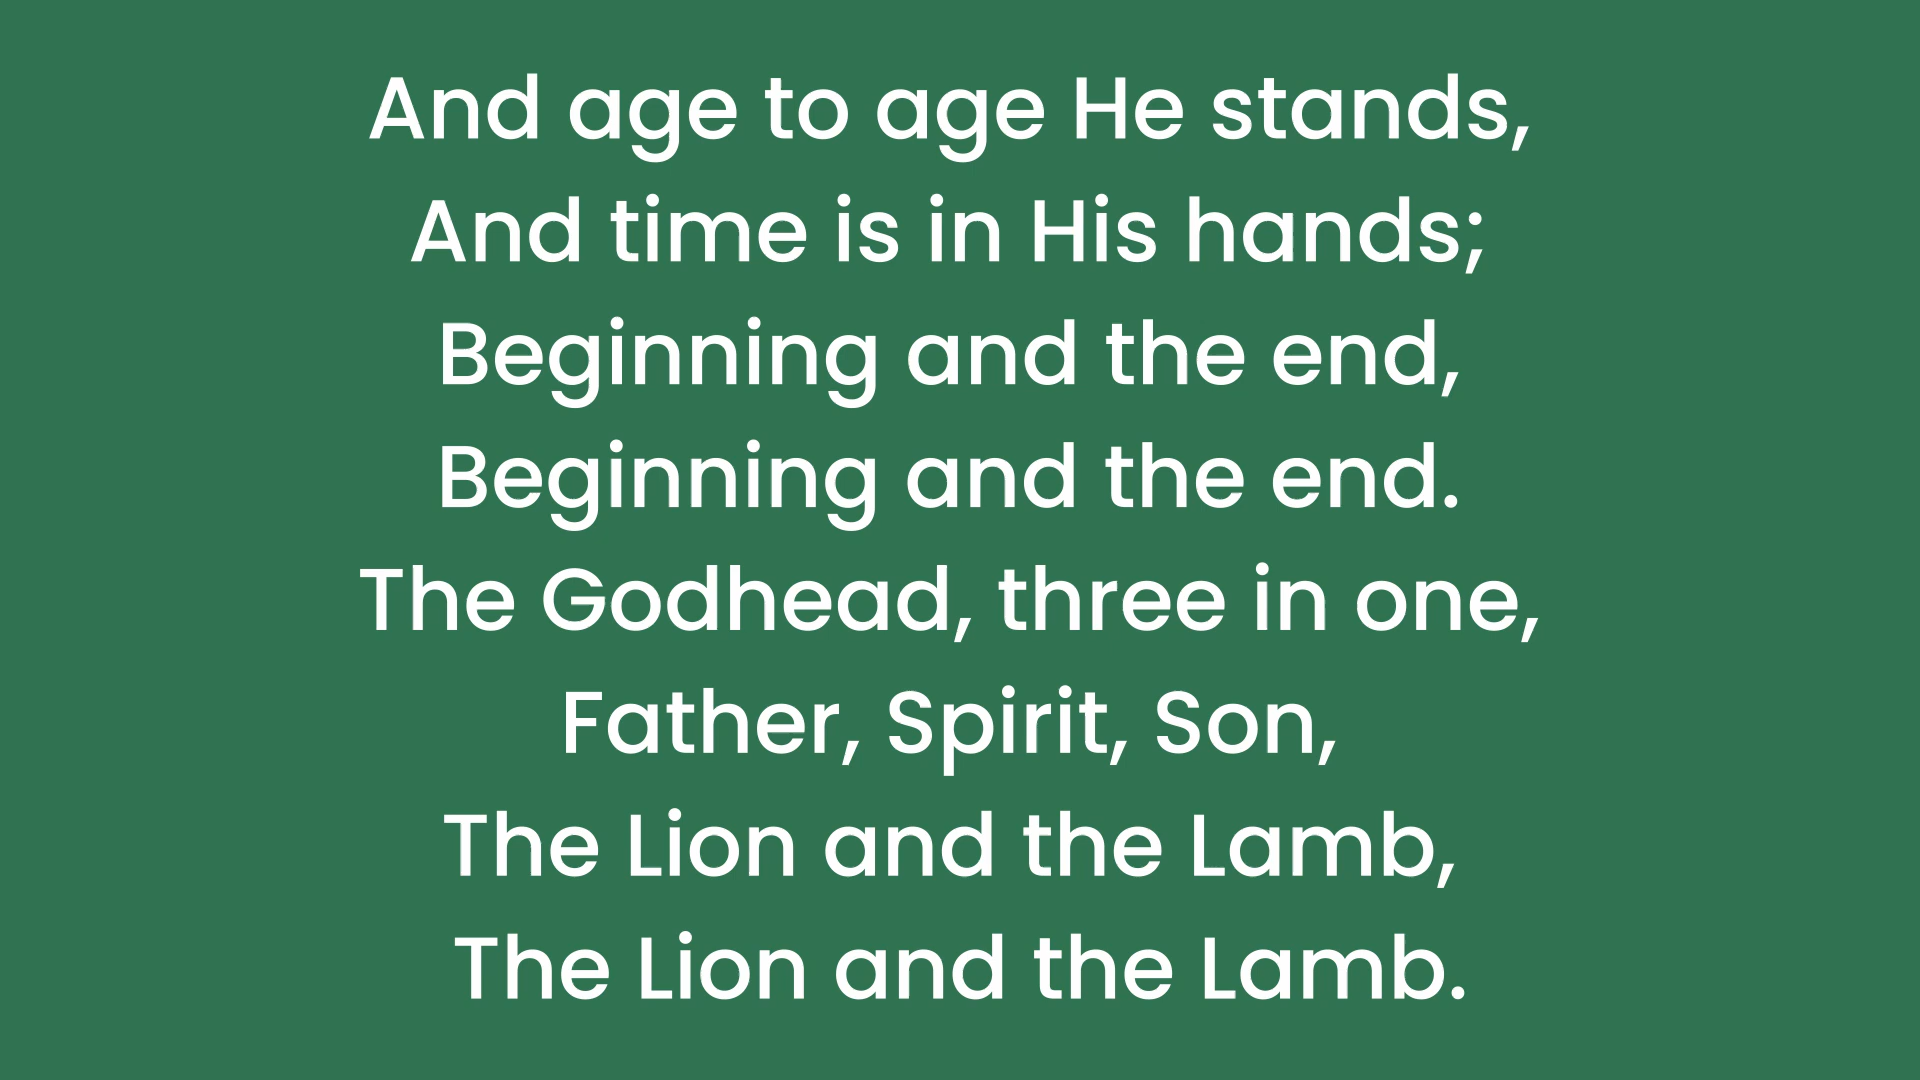 And age to age He stands,
And time is in His hands;
Beginning and the end,
Beginning and the end.
The Godhead, three in one,
Father, Spirit, Son,
The Lion and the Lamb,
The Lion and the Lamb.